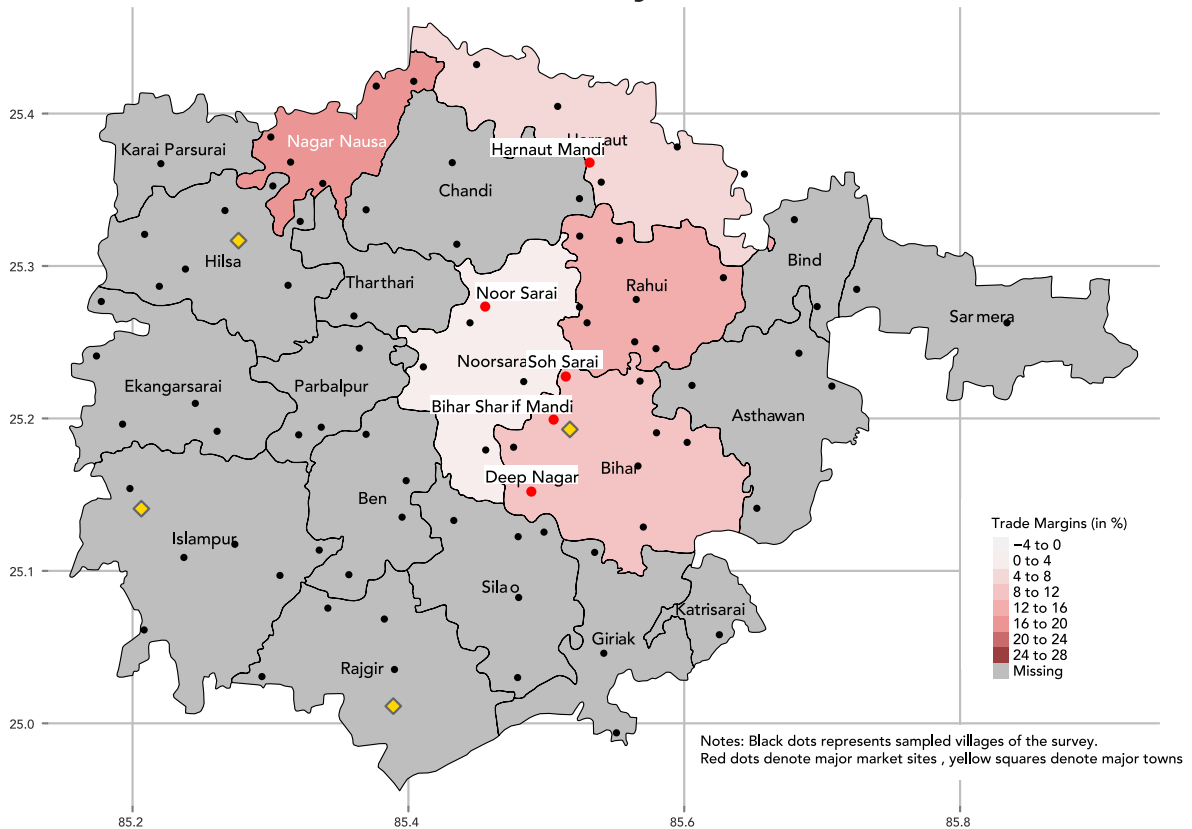 25.4
25.3
25.2
25.1
25.0
Karai Parsurai
Nagar Nausa
Harnaut Mandi
Chandi
Hilsa
Tharthari
Noor Sarai
Rahui
Bind
Sarmera
Ekangarsarai
Parbalpur
Soh Sarai
Bihar Sharif Mandi
Asthawan
Deep Nagar
Bihar
Ben
Islampur
Silao
Katrisarai
Giriak
Rajgir
Trade Margins (in %)
−4 to 0
0 to 4
4 to 8
8 to 12
12 to 16
16 to 20
20 to 24
24 to 28
Missing
Notes: Black dots represents sampled villages of the survey.
Red dots denote major market sites , yellow squares denote major towns
85.2
85.4
85.6
85.8